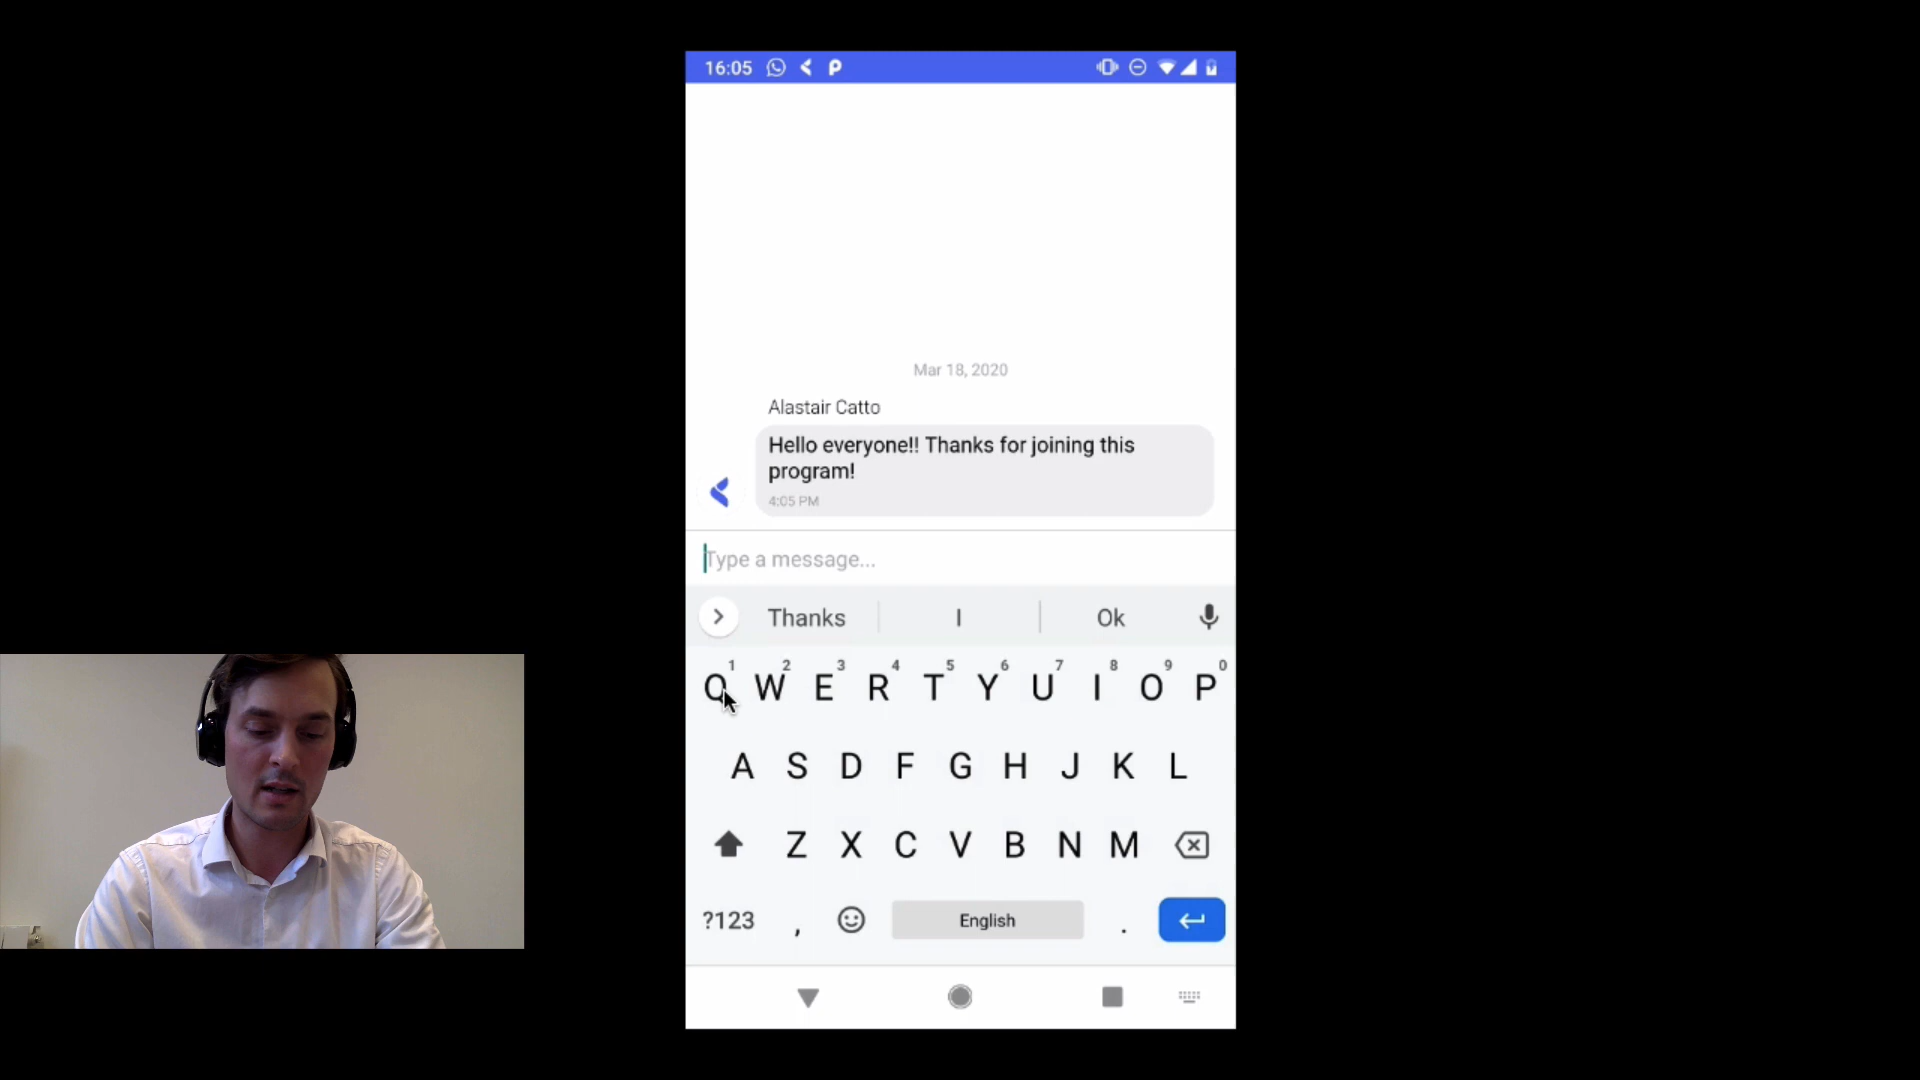 16:05
Mar 18, 2020
Alastair Catto
Hello everyone!! Thanks for joining this
program!
4:05 PM
Type a message...
Thanks I Ok
1 2 3 4 5 6 7 8 9 0
Q W E R T Y U I O P
A S D F G H J K L
Z X C V B N M
?123 , English .